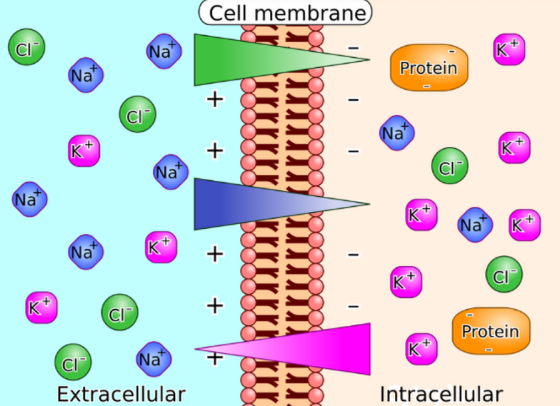 Cell membrane
Cl⁻
Na⁺
Na⁺
Cl⁻
K⁺
Na⁺
Na⁺
Na⁺
K⁺
K⁺
Cl⁻
Cl⁻
Na⁺
+
+
+
+
+
−
−
−
−
−
Protein
−
−
K⁺
Na⁺
K⁺
Cl⁻
K⁺
Na⁺
K⁺
Cl⁻
K⁺
Protein
−
−
K⁺
Extracellular
Intracellular